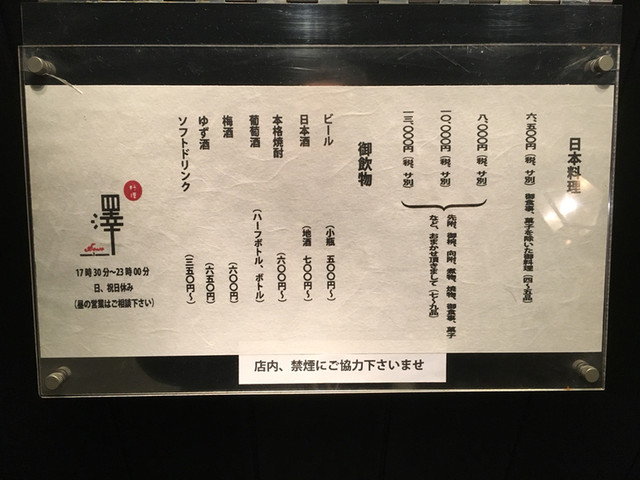 日本料理
六、五〇〇円(税、サ別) 御食事、菓子を除いた御料理(四~五品)
八、〇〇〇円(税、サ別)
一〇、〇〇〇円(税、サ別)
一三、〇〇〇円(税、サ別)
先附、御椀、向附、煮物、焼物、御食事、菓子
など、おまかせ頂きまして(七~九品)
御飲物
ビール (小瓶 五〇〇円~)
日本酒 (地酒 七〇〇円~)
本格焼酎 (六〇〇円~)
葡萄酒 (ハーフボトル、ボトル)
梅酒 (六〇〇円)
ゆず酒 (六五〇円)
ソフトドリンク (三五〇円~)
料理
澤
17時30分~23時00分
日、祝日休み
(昼の営業はご相談下さい)
店内、禁煙にご協力下さいませ